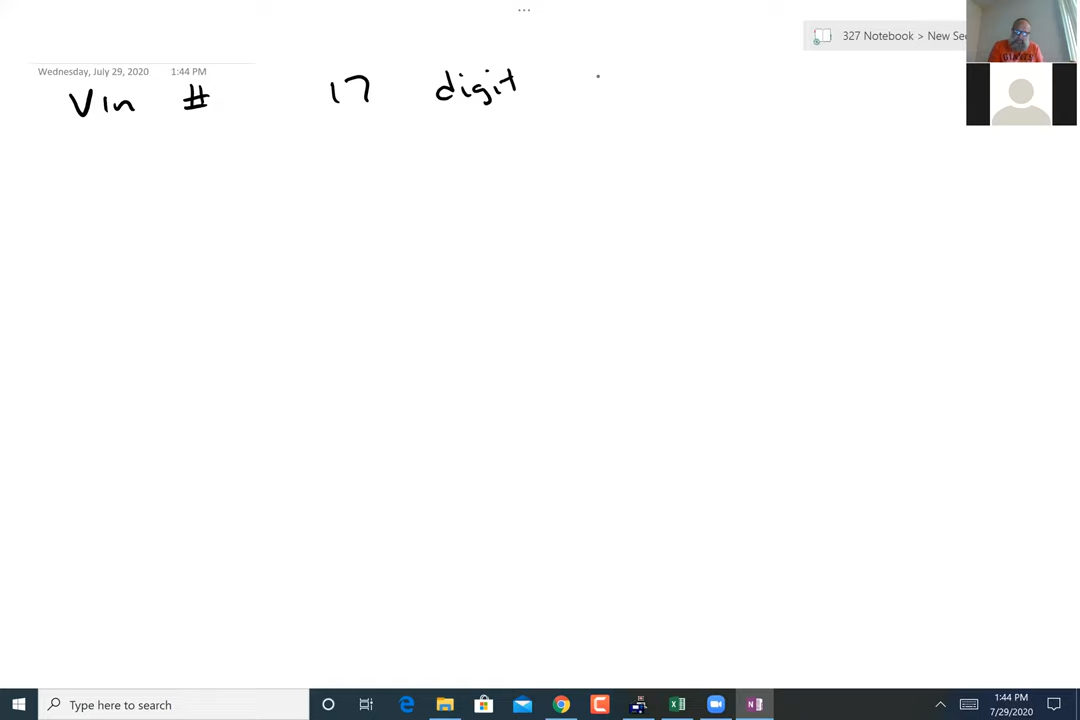 327 Notebook > New Se
Wednesday, July 29, 2020 1:44 PM
Vin # 17 digit
Type here to search
1:44 PM
7/29/2020